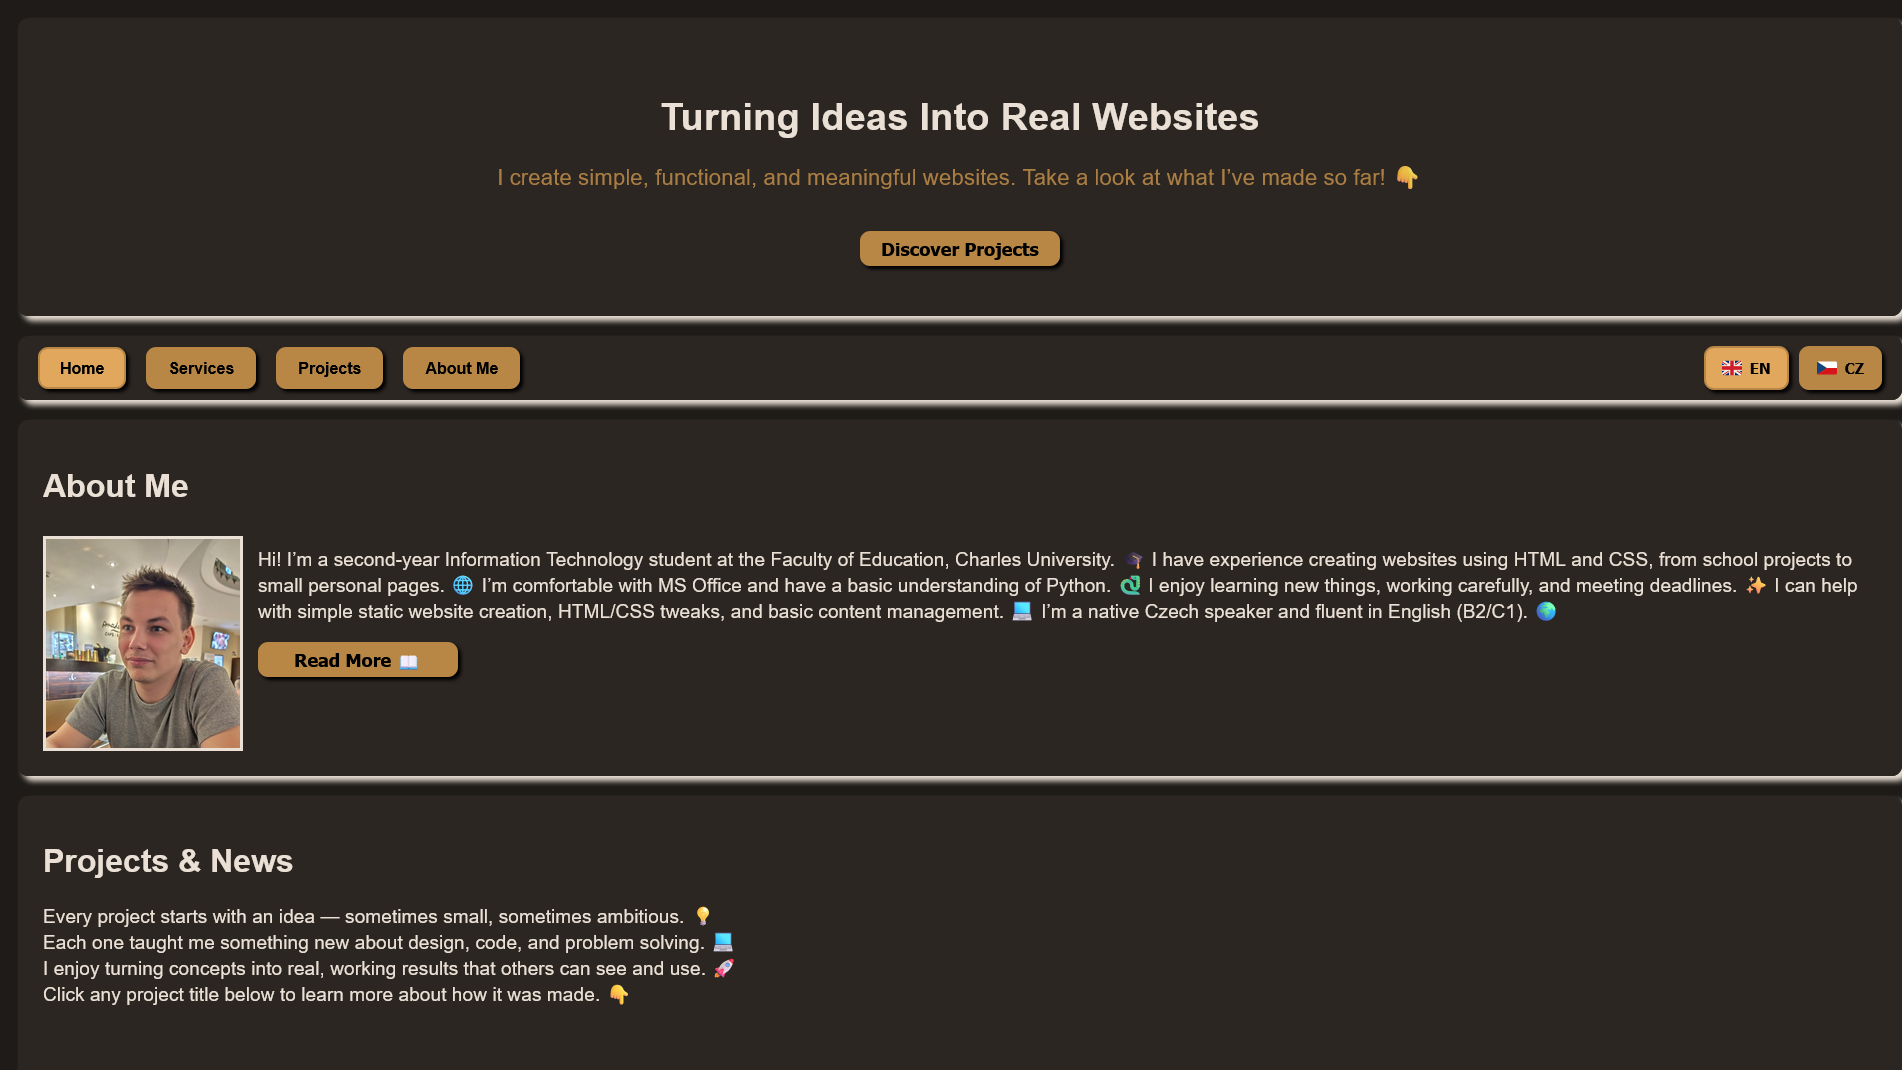 Turning Ideas Into Real Websites
I create simple, functional, and meaningful websites. Take a look at what I’ve made so far! 👇
Discover Projects
Home
Services
Projects
About Me
EN
CZ
About Me
Hi! I’m a second-year Information Technology student at the Faculty of Education, Charles University. 🎓 I have experience creating websites using HTML and CSS, from school projects to
small personal pages. 🌐 I’m comfortable with MS Office and have a basic understanding of Python. 🐍 I enjoy learning new things, working carefully, and meeting deadlines. ✨ I can help
with simple static website creation, HTML/CSS tweaks, and basic content management. 💻 I’m a native Czech speaker and fluent in English (B2/C1). 🌍
Read More 📖
Projects & News
Every project starts with an idea — sometimes small, sometimes ambitious. 💡
Each one taught me something new about design, code, and problem solving. 💻
I enjoy turning concepts into real, working results that others can see and use. 🚀
Click any project title below to learn more about how it was made. 👇